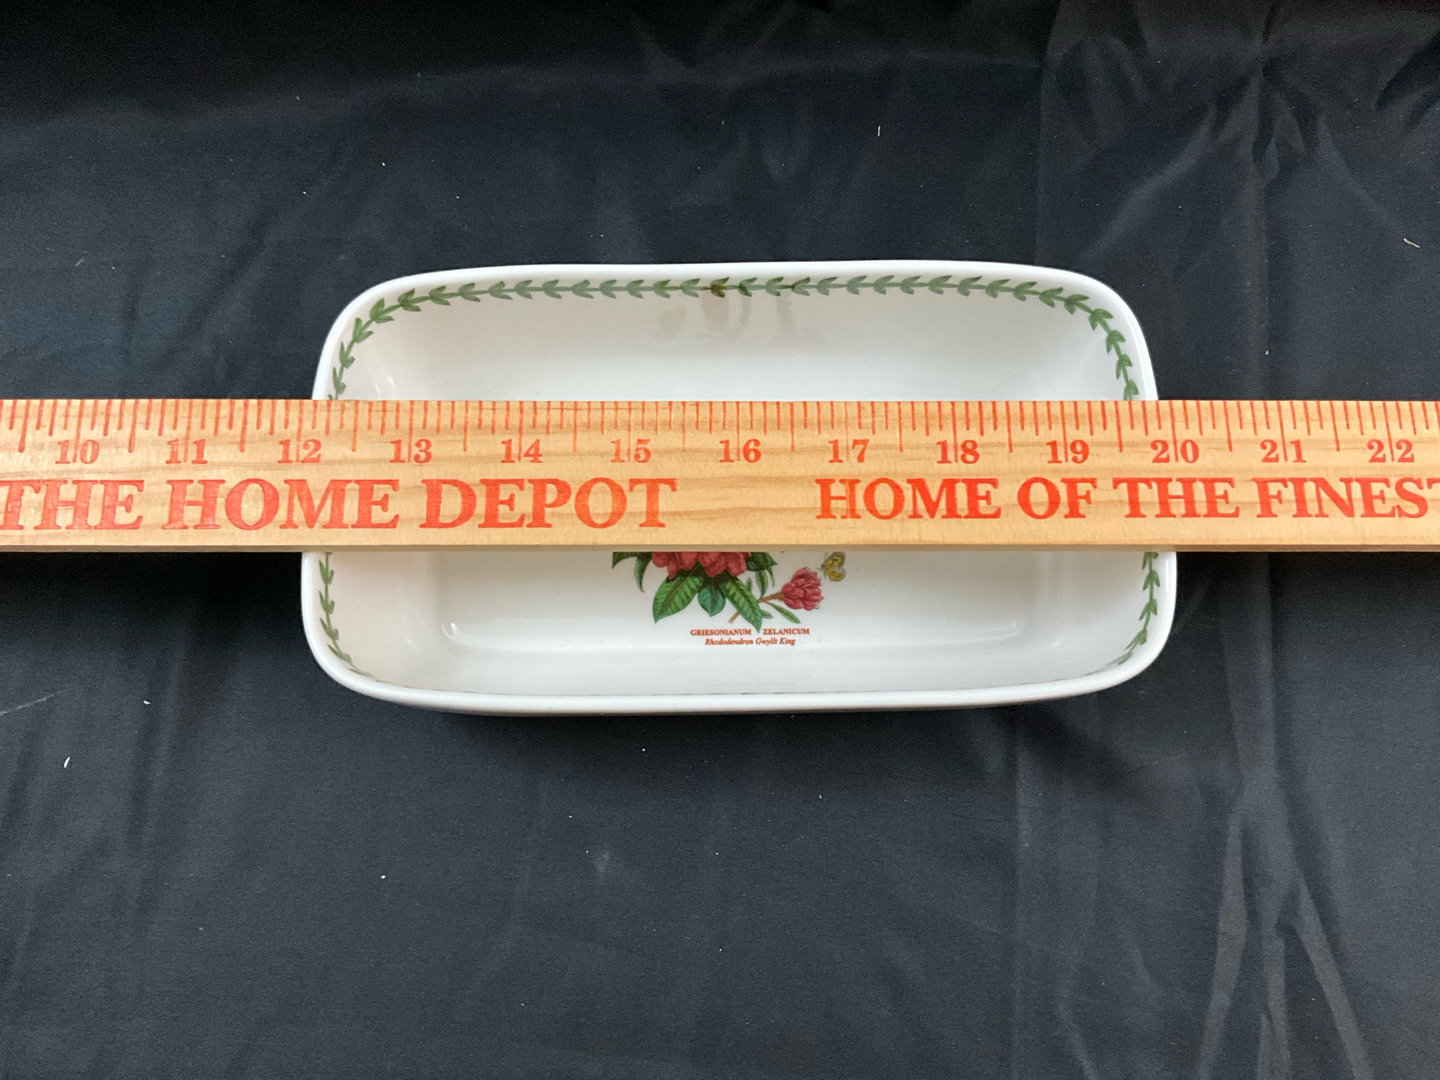 10 11 12 13 14 15 16 17 18 19 20 21 22
THE HOME DEPOT HOME OF THE FINEST
GRIESONIANUM ZELANICUM
Rhododendron Gwyllt King